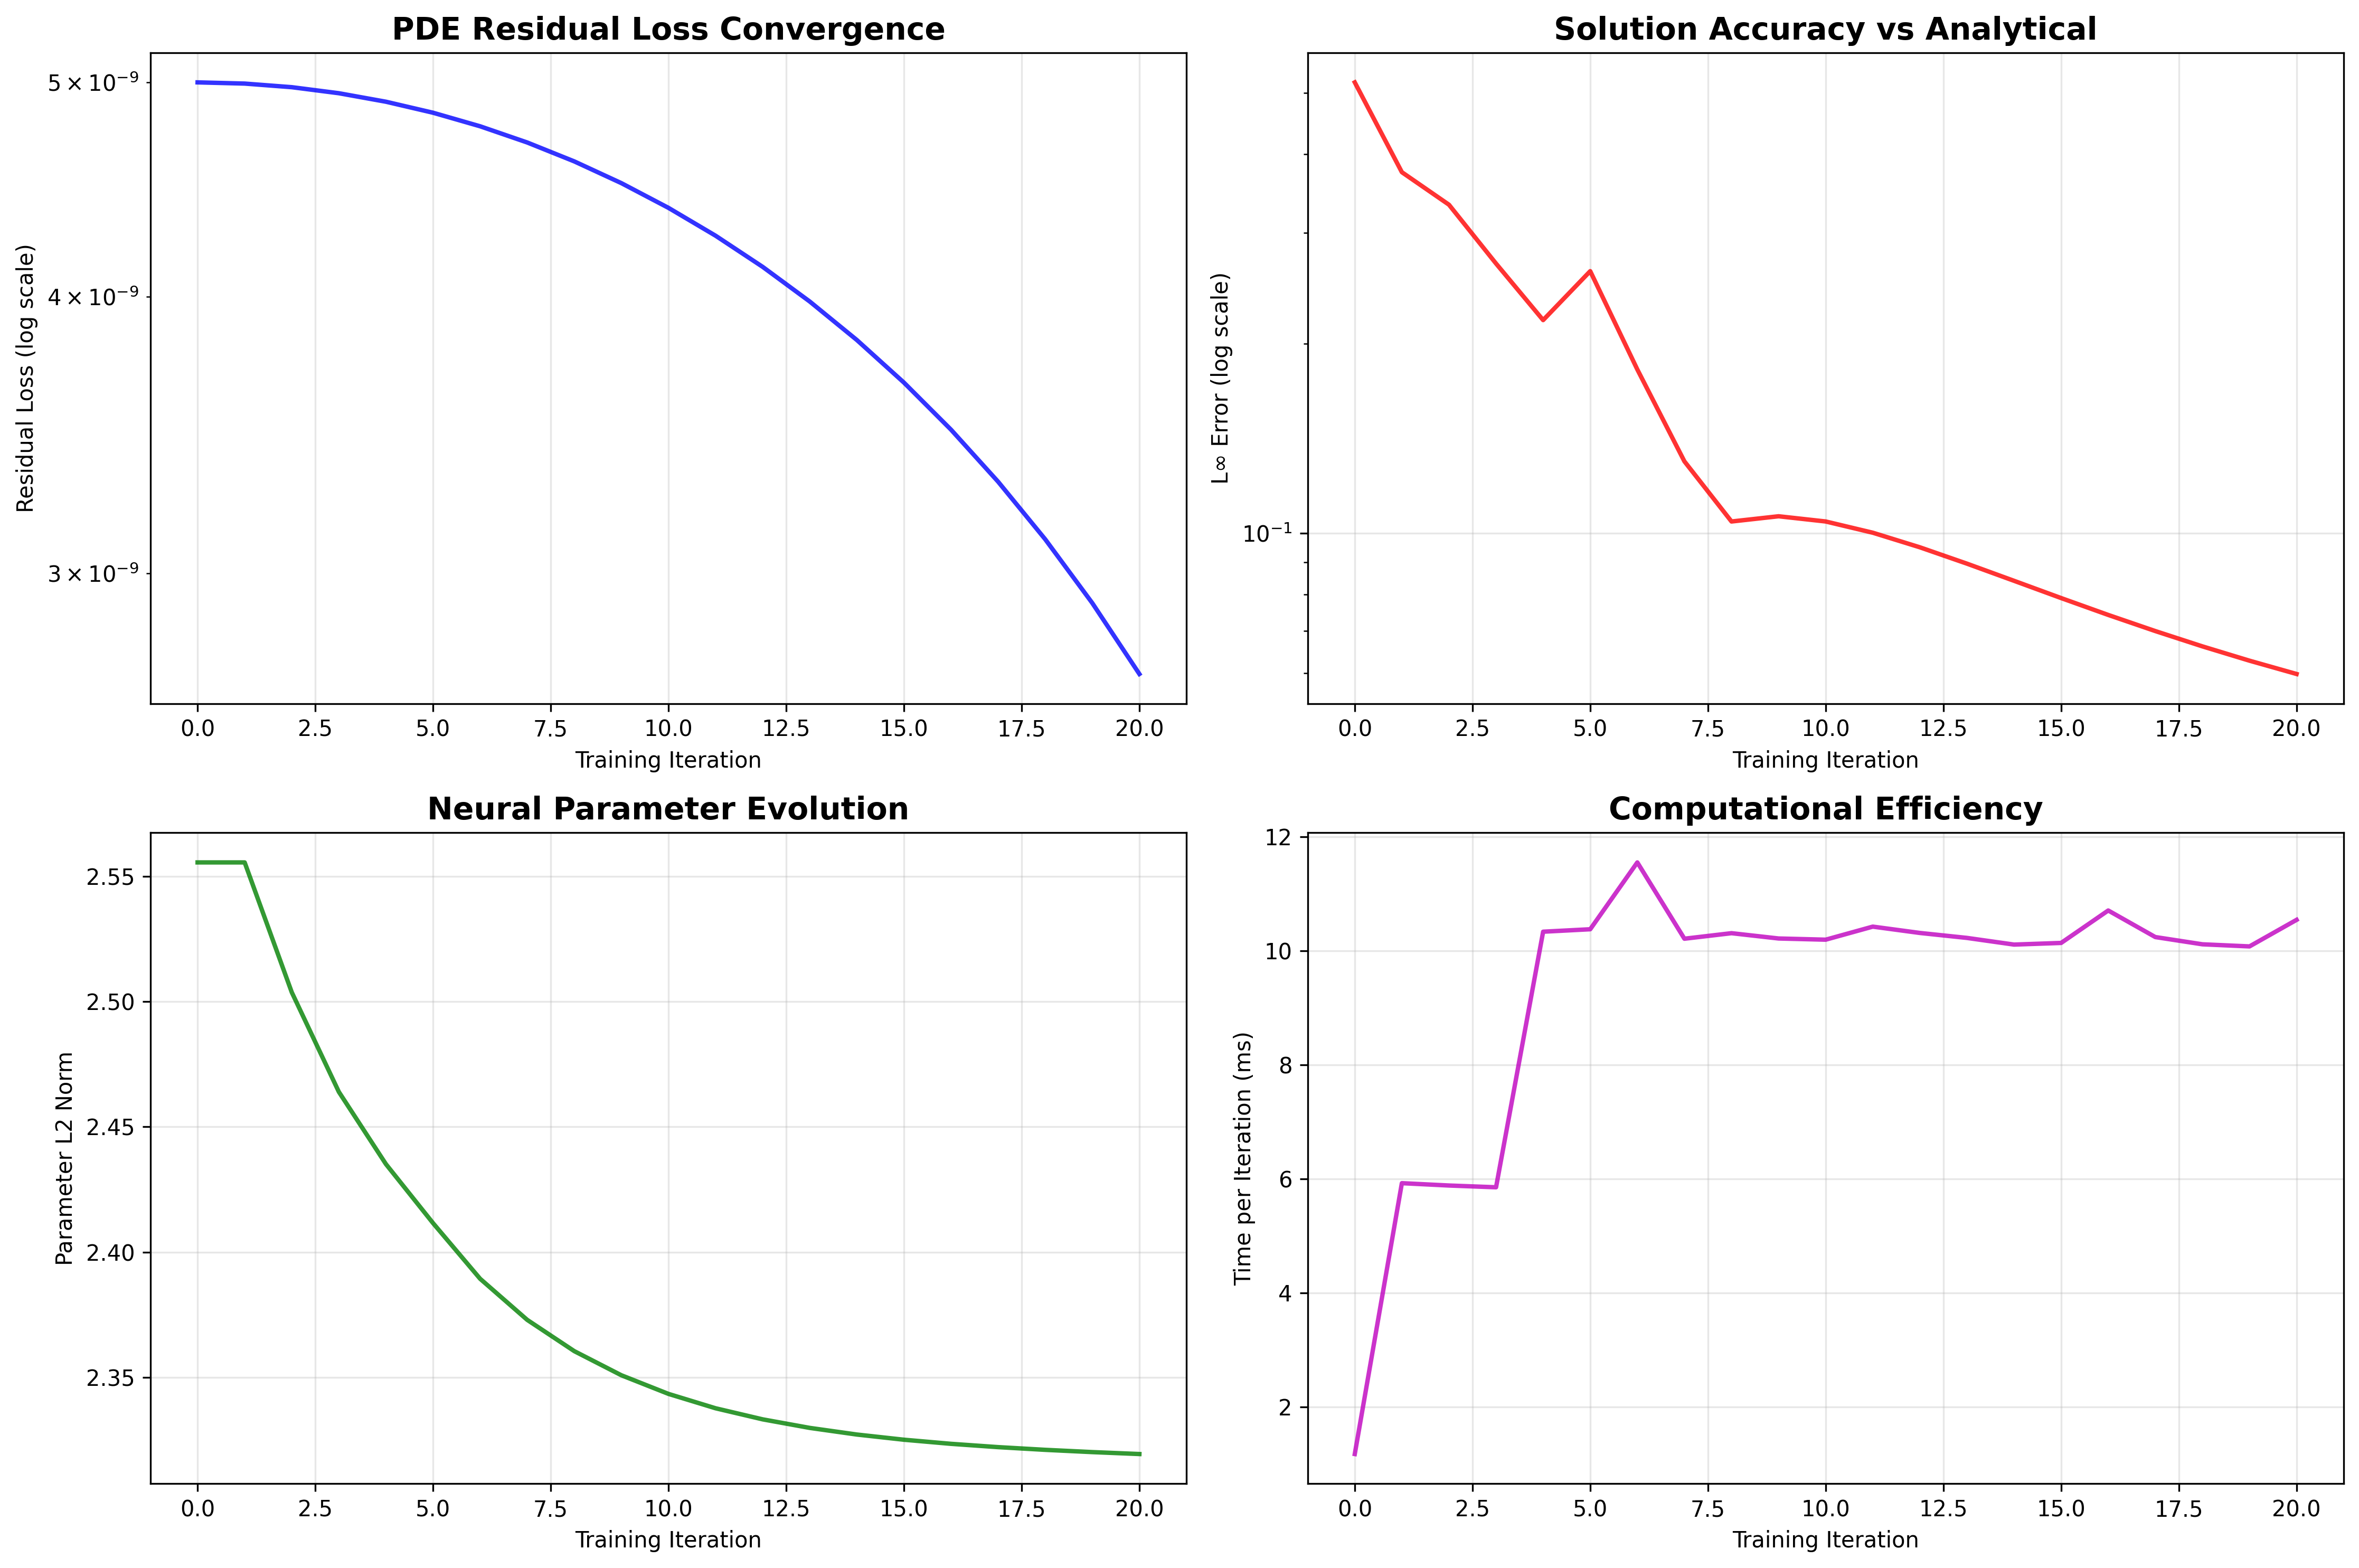 PDE Residual Loss Convergence
Residual Loss (log scale)
5 × 10⁻⁹
4 × 10⁻⁹
3 × 10⁻⁹
0.0 2.5 5.0 7.5 10.0 12.5 15.0 17.5 20.0
Training Iteration
Solution Accuracy vs Analytical
L∞ Error (log scale)
10⁻¹
0.0 2.5 5.0 7.5 10.0 12.5 15.0 17.5 20.0
Training Iteration
Neural Parameter Evolution
Parameter L2 Norm
2.55
2.50
2.45
2.40
2.35
0.0 2.5 5.0 7.5 10.0 12.5 15.0 17.5 20.0
Training Iteration
Computational Efficiency
Time per Iteration (ms)
12
10
8
6
4
2
0.0 2.5 5.0 7.5 10.0 12.5 15.0 17.5 20.0
Training Iteration